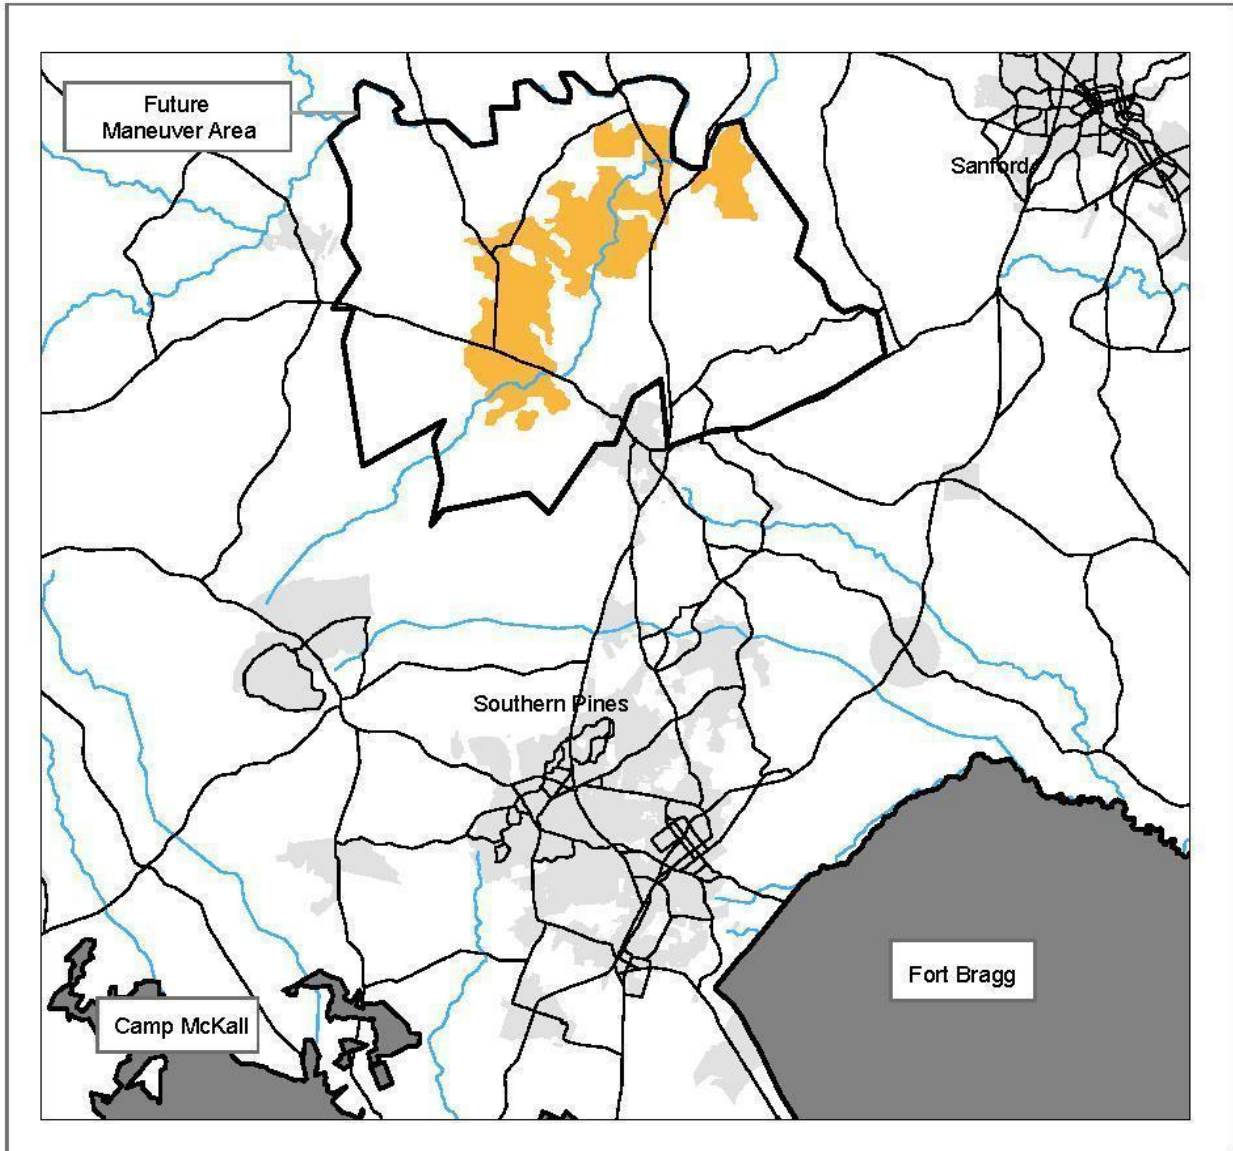 Future
Maneuver Area
Sanford
Southern Pines
Fort Bragg
Camp McKall